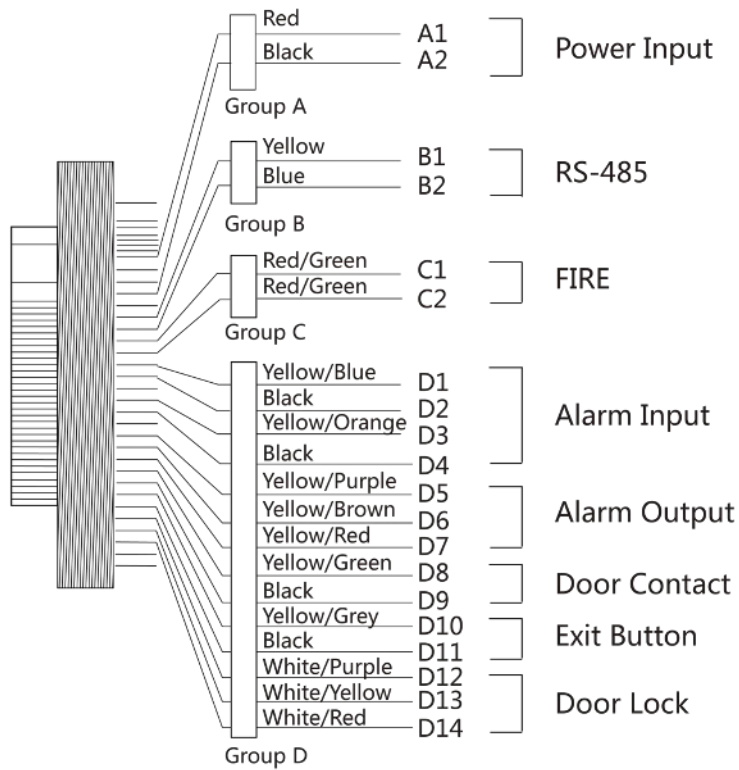 Red A1
Black A2
Power Input
Group A
Yellow B1
Blue B2
RS-485
Group B
Red/Green C1
Red/Green C2
FIRE
Group C
Yellow/Blue D1
Black D2
Yellow/Orange D3
Black D4
Alarm Input
Yellow/Purple D5
Yellow/Brown D6
Yellow/Red D7
Alarm Output
Yellow/Green D8
Black D9
Door Contact
Yellow/Grey D10
Black D11
Exit Button
White/Purple D12
White/Yellow D13
White/Red D14
Door Lock
Group D